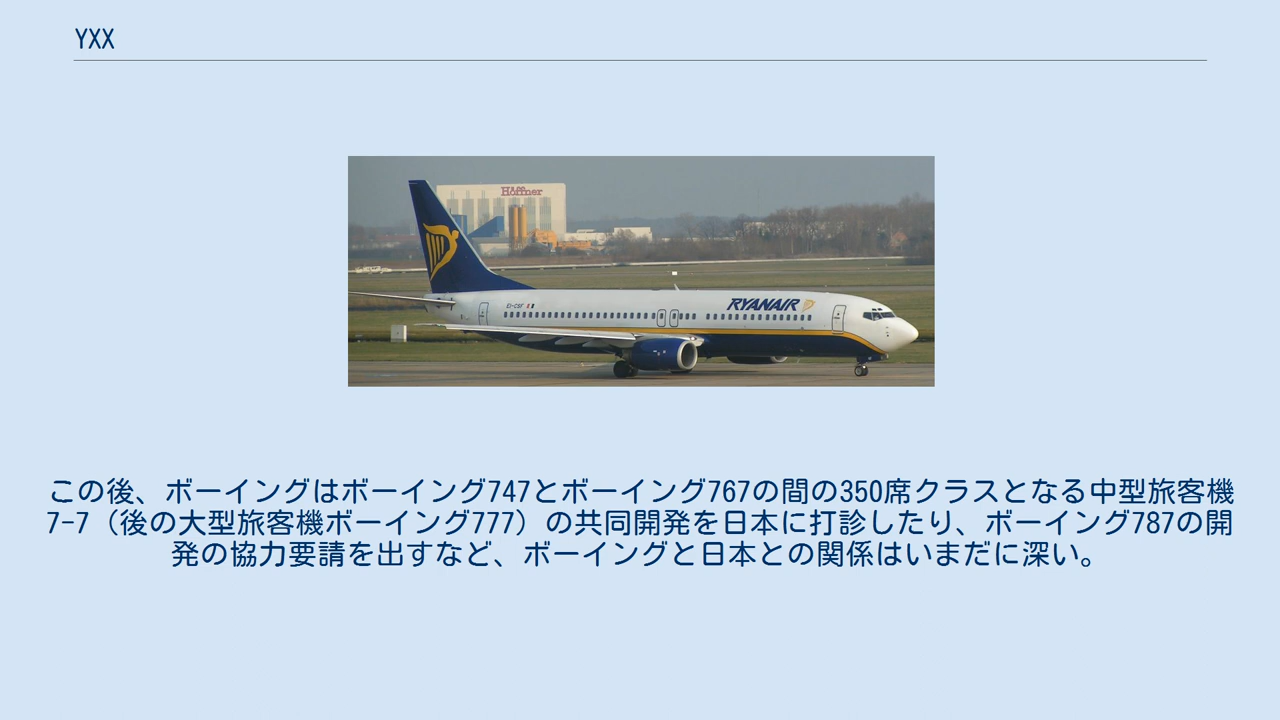 YXX
Höffner
EI-CSF
RYANAIR
この後、ボーイングはボーイング747とボーイング767の間の350席クラスとなる中型旅客機
7-7（後の大型旅客機ボーイング777）の共同開発を日本に打診したり、ボーイング787の開
発の協力要請を出すなど、ボーイングと日本との関係はいまだに深い。